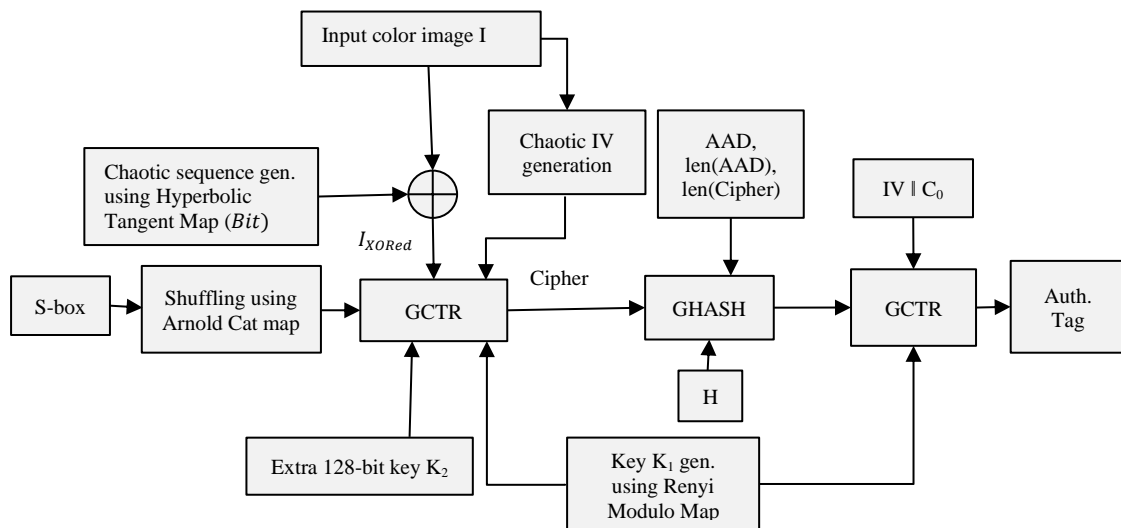 Input color image I
Chaotic IV
generation
AAD,
len(AAD),
len(Cipher)
IV ‖ C₀
Chaotic sequence gen.
using Hyperbolic
Tangent Map (Bit)
I_XORed
Cipher
S-box
Shuffling using
Arnold Cat map
GCTR
GHASH
GCTR
Auth.
Tag
H
Extra 128-bit key K₂
Key K₁ gen.
using Renyi
Modulo Map